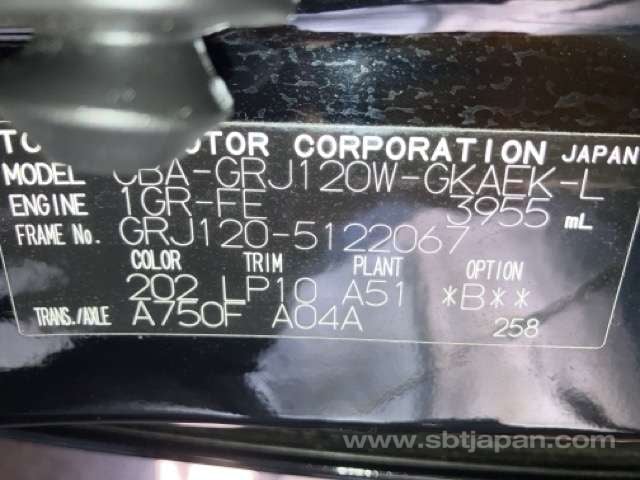 MOTOR CORPORATION JAPAN
MODEL CBA-GRJ120W-GKAEK-L
ENGINE 1GR-FE 3955 mL
FRAME No. GRJ120-5122067
COLOR TRIM PLANT OPTION
202 LP10 A51 *B**
TRANS./AXLE A750F A04A 258
www.sbtjapan.com